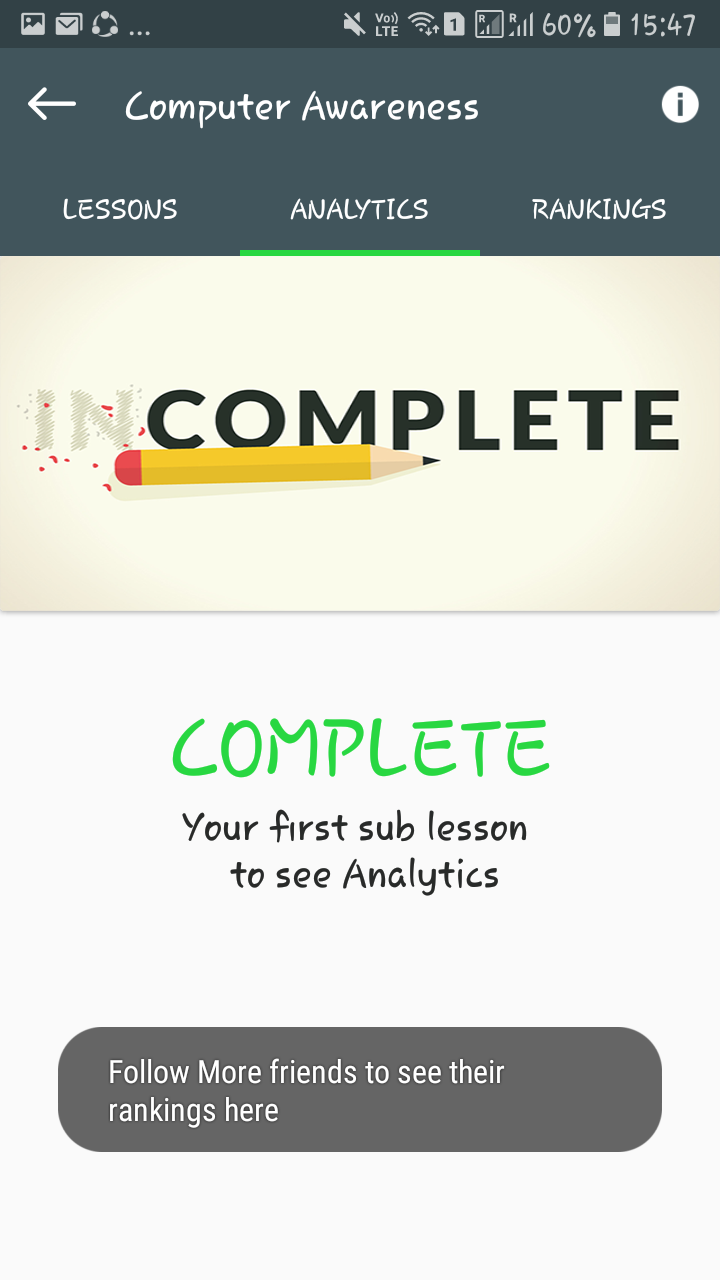 ... Vo)) LTE 1 R R 60% 15:47
Computer Awareness
LESSONS ANALYTICS RANKINGS
INCOMPLETE
COMPLETE
Your first sub lesson
to see Analytics
Follow More friends to see their
rankings here